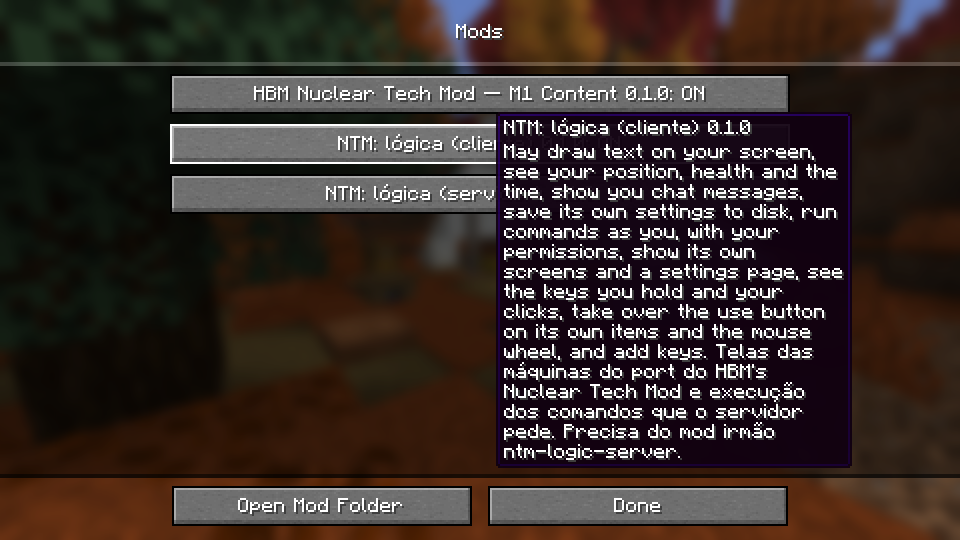 Mods
HBM Nuclear Tech Mod — M1 Content 0.1.0: ON
NTM: lógica (clie
NTM: lógica (serv
NTM: lógica (cliente) 0.1.0
May draw text on your screen,
see your position, health and the
time, show you chat messages,
save its own settings to disk, run
commands as you, with your
permissions, show its own
screens and a settings page, see
the keys you hold and your
clicks, take over the use button
on its own items and the mouse
wheel, and add keys. Telas das
máquinas do port do HBM's
Nuclear Tech Mod e execução
dos comandos que o servidor
pede. Precisa do mod irmão
ntm-logic-server.
Open Mod Folder
Done